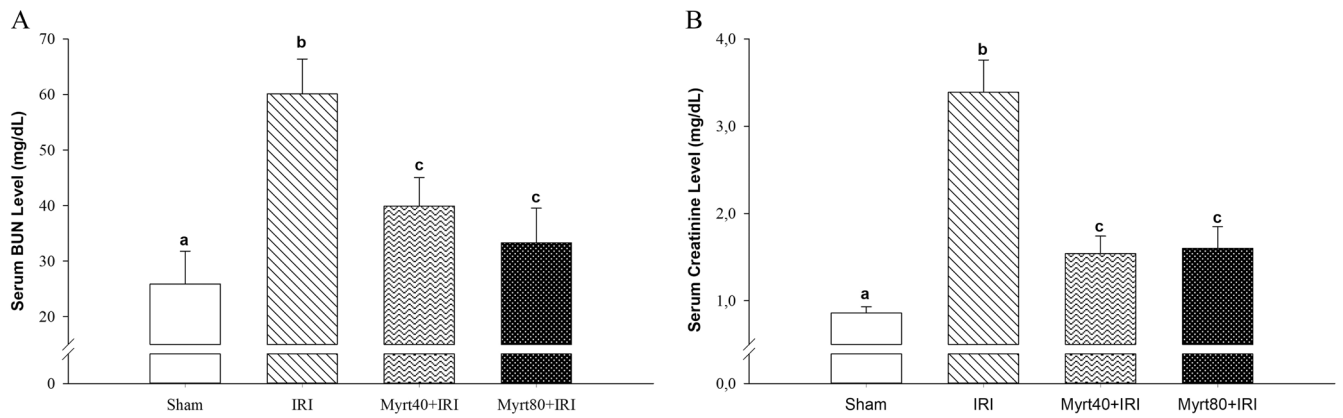 A
Serum BUN Level (mg/dL)
70
60
50
40
30
20
0
a
b
c
c
Sham
IRI
Myrt40+IRI
Myrt80+IRI
B
Serum Creatinine Level (mg/dL)
4,0
3,0
2,0
1,0
0,0
a
b
c
c
Sham
IRI
Myrt40+IRI
Myrt80+IRI